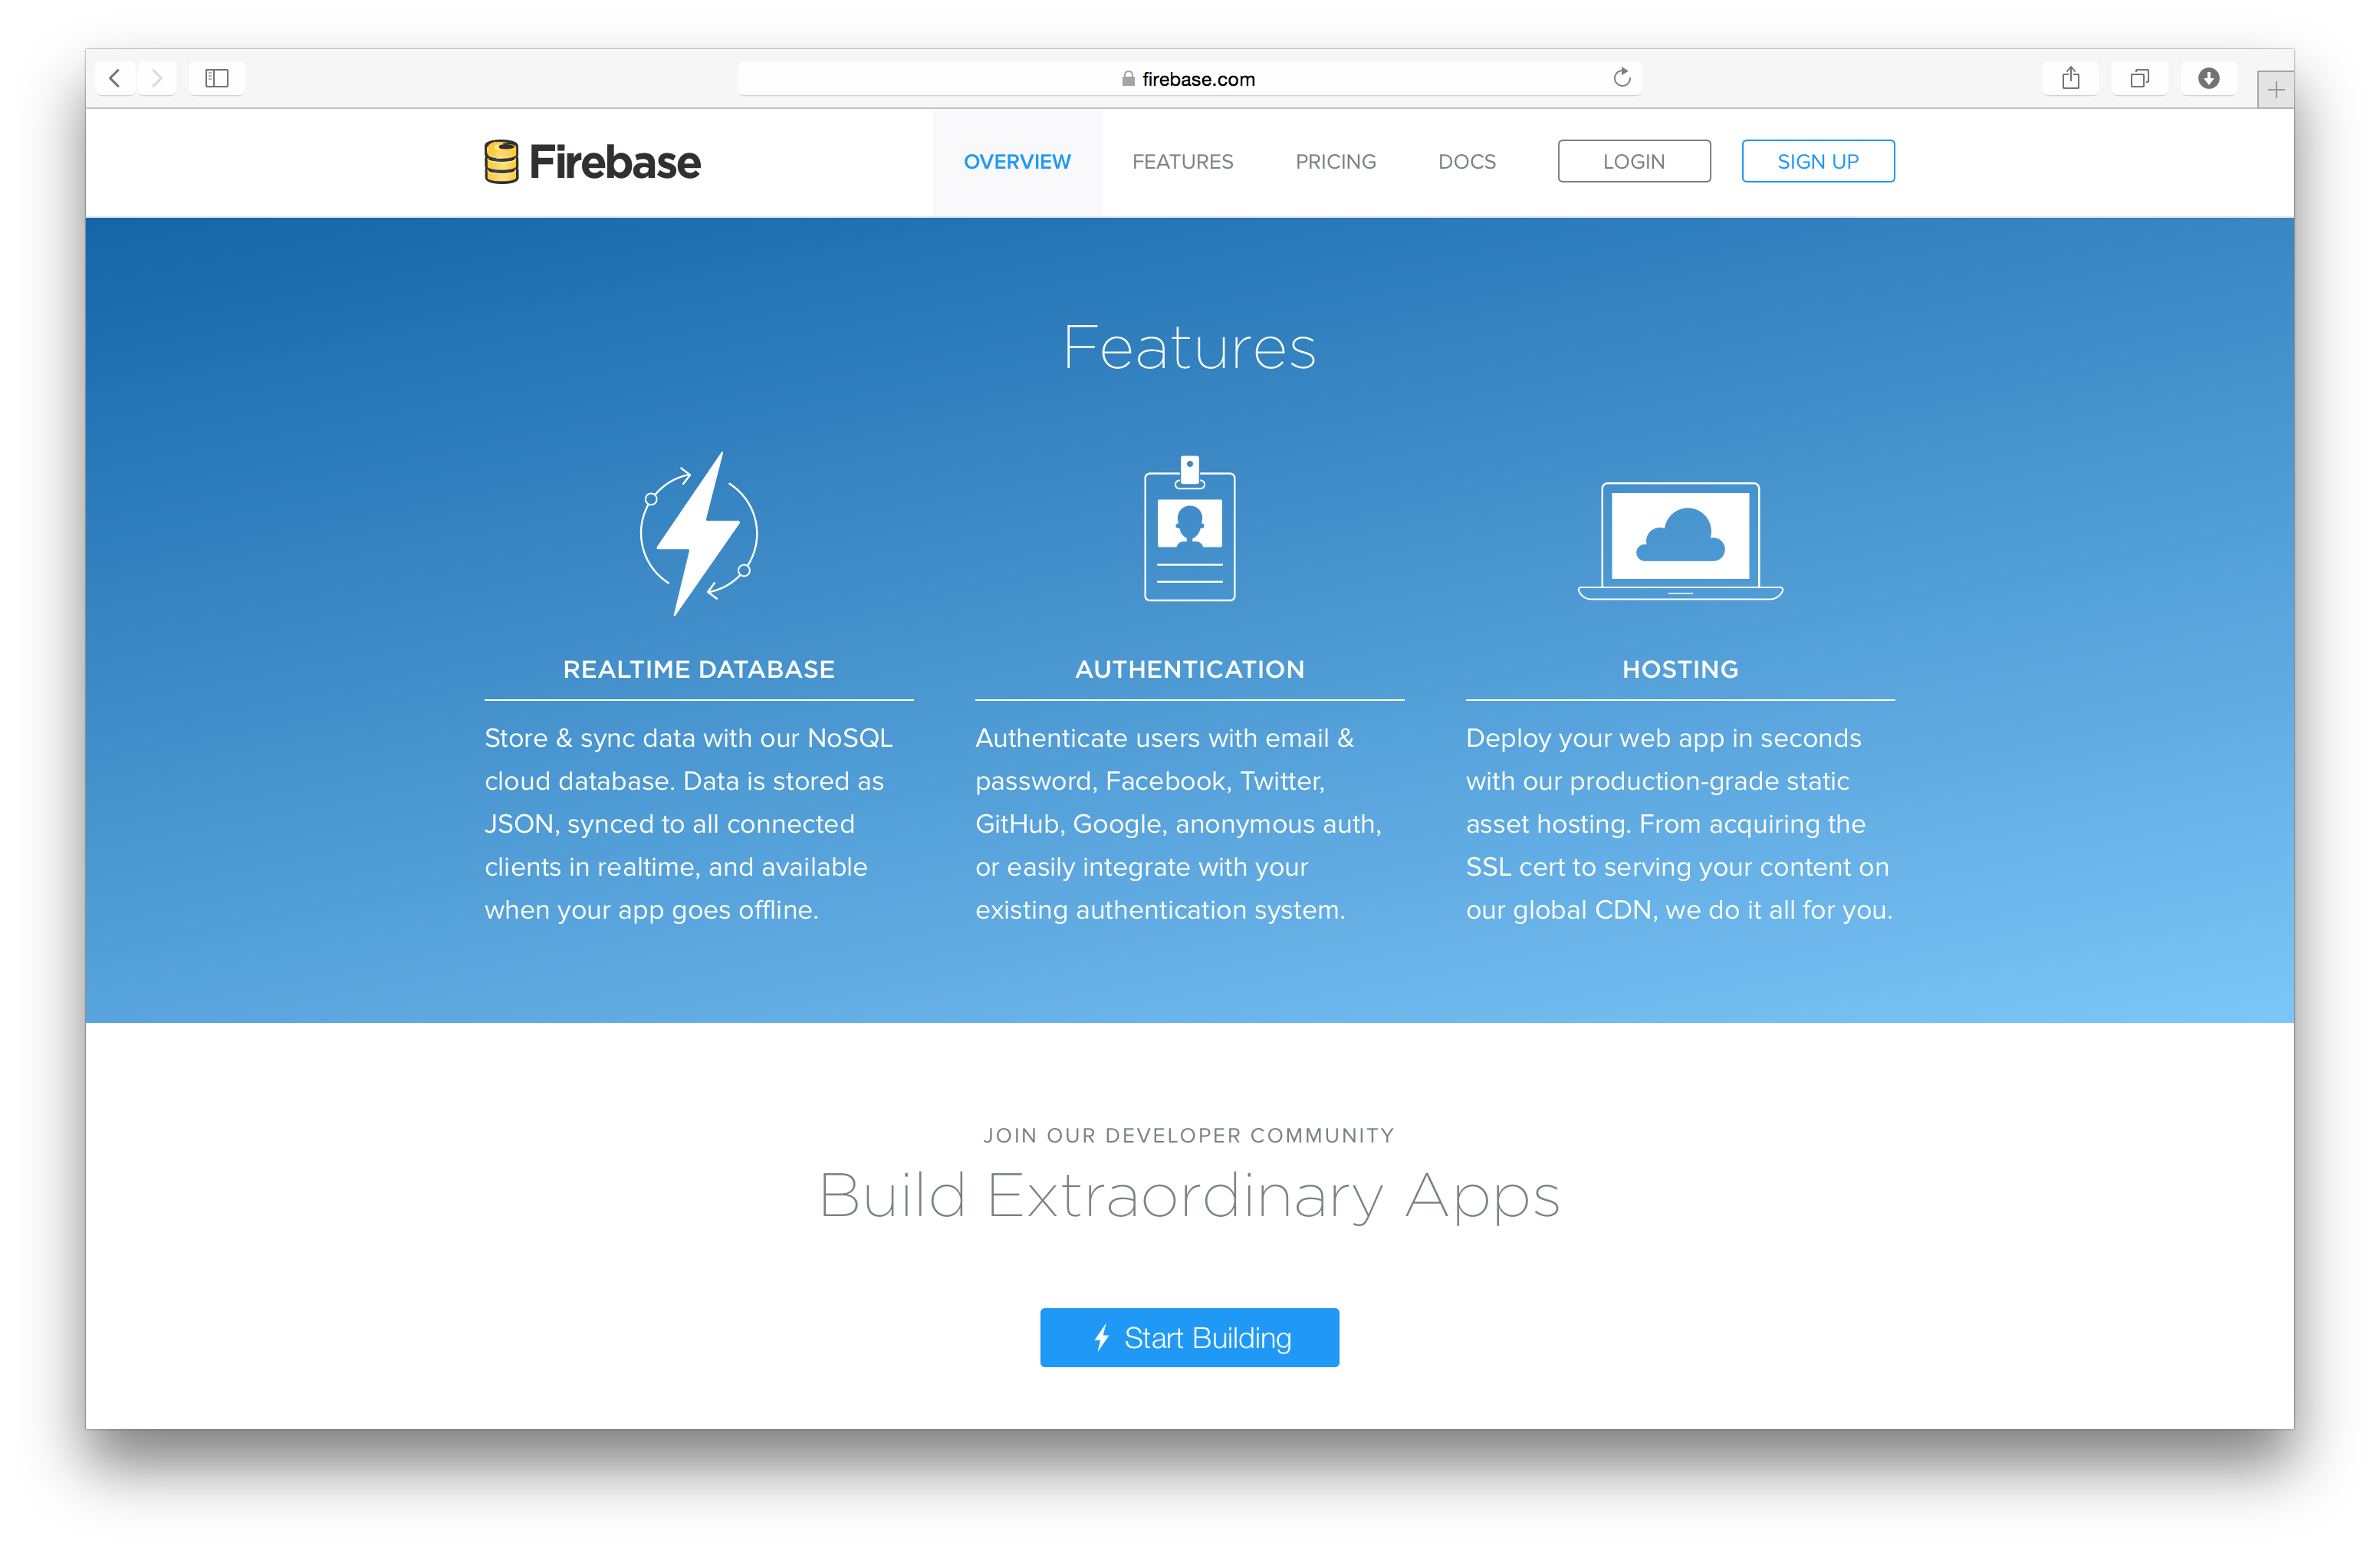 firebase.com
Firebase
OVERVIEW
FEATURES
PRICING
DOCS
LOGIN
SIGN UP
Features
REALTIME DATABASE
Store & sync data with our NoSQL
cloud database. Data is stored as
JSON, synced to all connected
clients in realtime, and available
when your app goes offline.
AUTHENTICATION
Authenticate users with email &
password, Facebook, Twitter,
GitHub, Google, anonymous auth,
or easily integrate with your
existing authentication system.
HOSTING
Deploy your web app in seconds
with our production-grade static
asset hosting. From acquiring the
SSL cert to serving your content on
our global CDN, we do it all for you.
JOIN OUR DEVELOPER COMMUNITY
Build Extraordinary Apps
Start Building